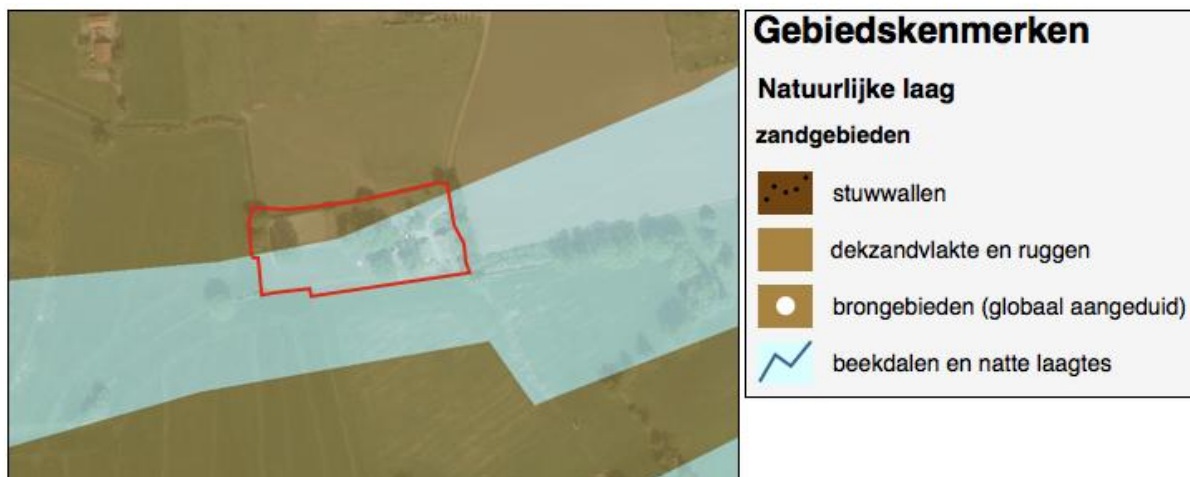 Gebiedskenmerken
Natuurlijke laag
zandgebieden
stuwwallen
dekzandvlakte en ruggen
brongebieden (globaal aangeduid)
beekdalen en natte laagtes